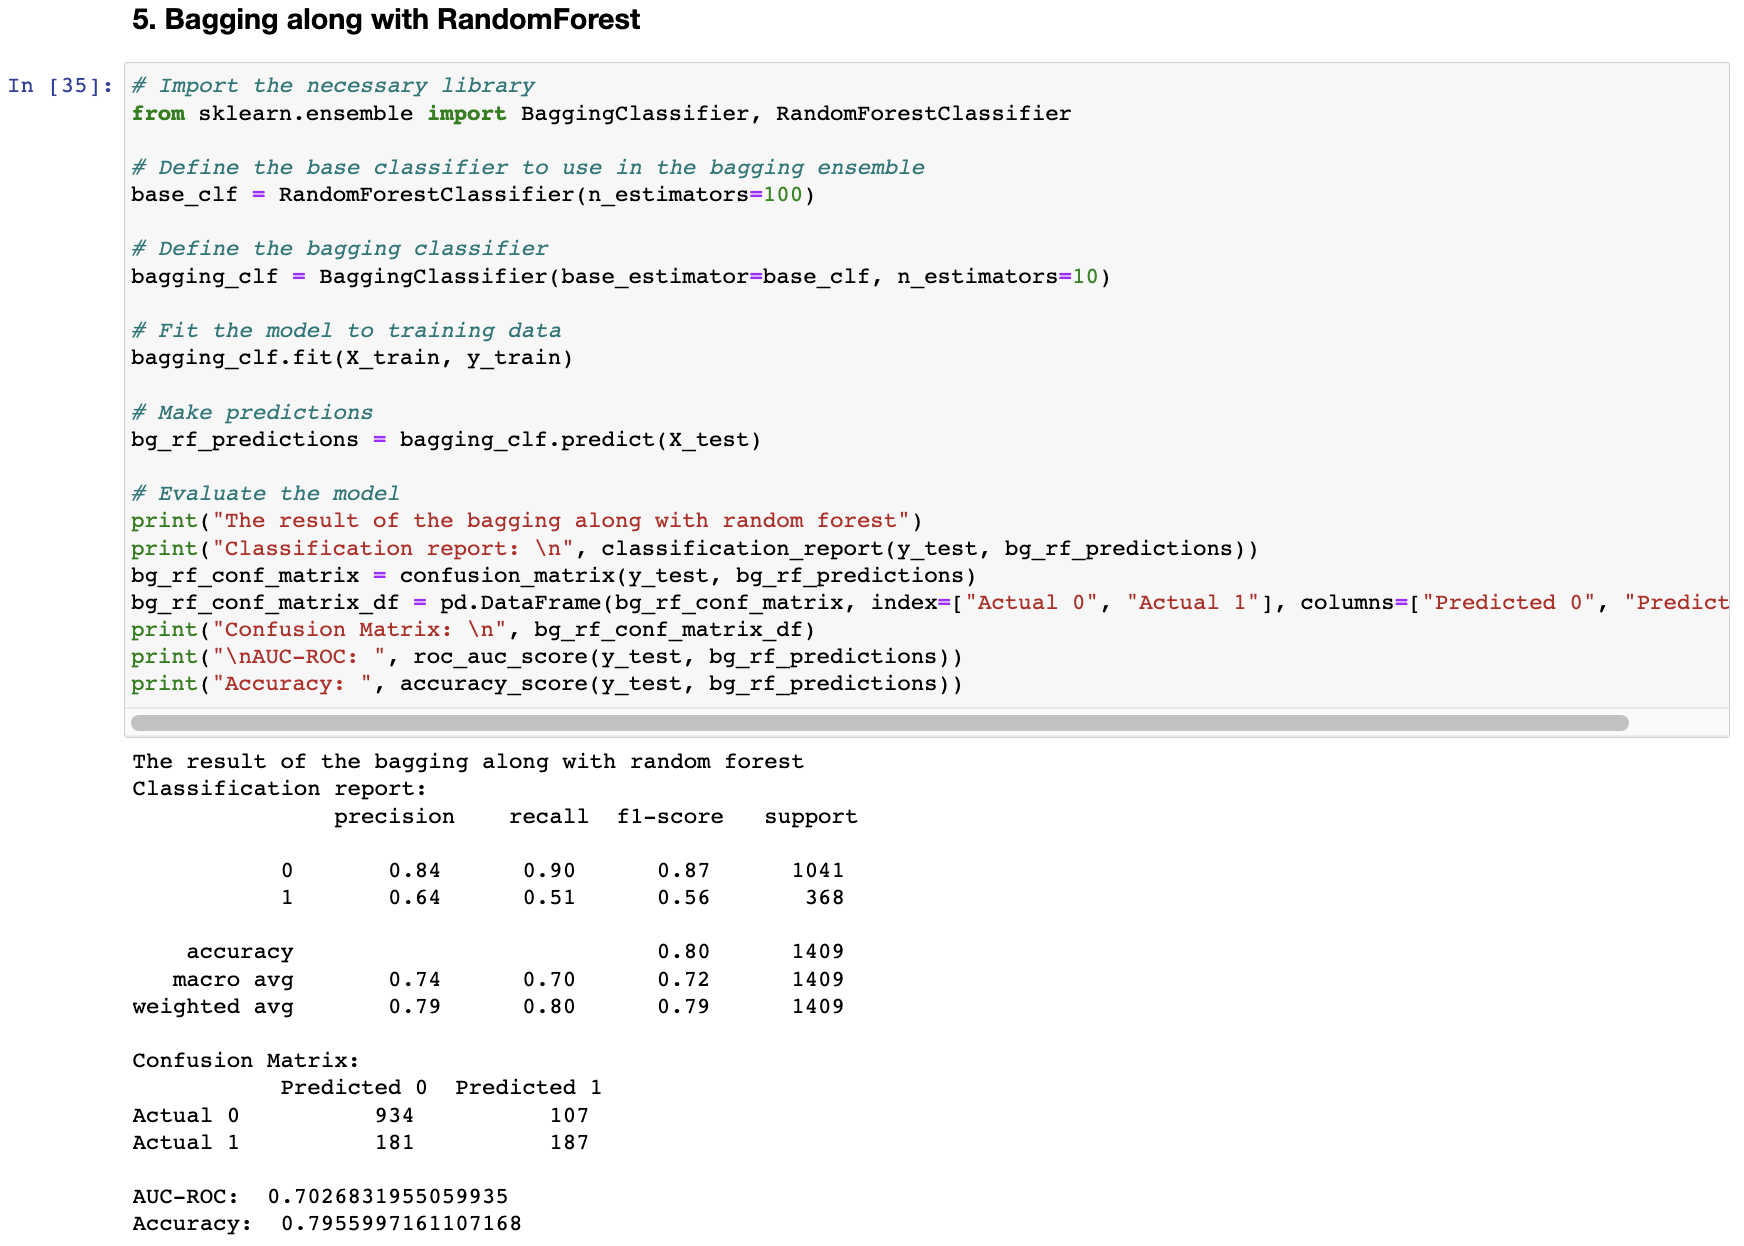 5. Bagging along with RandomForest
In [35]:
# Import the necessary library
from sklearn.ensemble import BaggingClassifier, RandomForestClassifier
# Define the base classifier to use in the bagging ensemble
base_clf = RandomForestClassifier(n_estimators=100)
# Define the bagging classifier
bagging_clf = BaggingClassifier(base_estimator=base_clf, n_estimators=10)
# Fit the model to training data
bagging_clf.fit(X_train, y_train)
# Make predictions
bg_rf_predictions = bagging_clf.predict(X_test)
# Evaluate the model
print("The result of the bagging along with random forest")
print("Classification report: \n", classification_report(y_test, bg_rf_predictions))
bg_rf_conf_matrix = confusion_matrix(y_test, bg_rf_predictions)
bg_rf_conf_matrix_df = pd.DataFrame(bg_rf_conf_matrix, index=["Actual 0", "Actual 1"], columns=["Predicted 0", "Predict
print("Confusion Matrix: \n", bg_rf_conf_matrix_df)
print("\nAUC-ROC: ", roc_auc_score(y_test, bg_rf_predictions))
print("Accuracy: ", accuracy_score(y_test, bg_rf_predictions))
The result of the bagging along with random forest
Classification report:
precision recall f1-score support
0 0.84 0.90 0.87 1041
1 0.64 0.51 0.56 368
accuracy 0.80 1409
macro avg 0.74 0.70 0.72 1409
weighted avg 0.79 0.80 0.79 1409
Confusion Matrix:
Predicted 0 Predicted 1
Actual 0 934 107
Actual 1 181 187
AUC-ROC: 0.7026831955059935
Accuracy: 0.7955997161107168